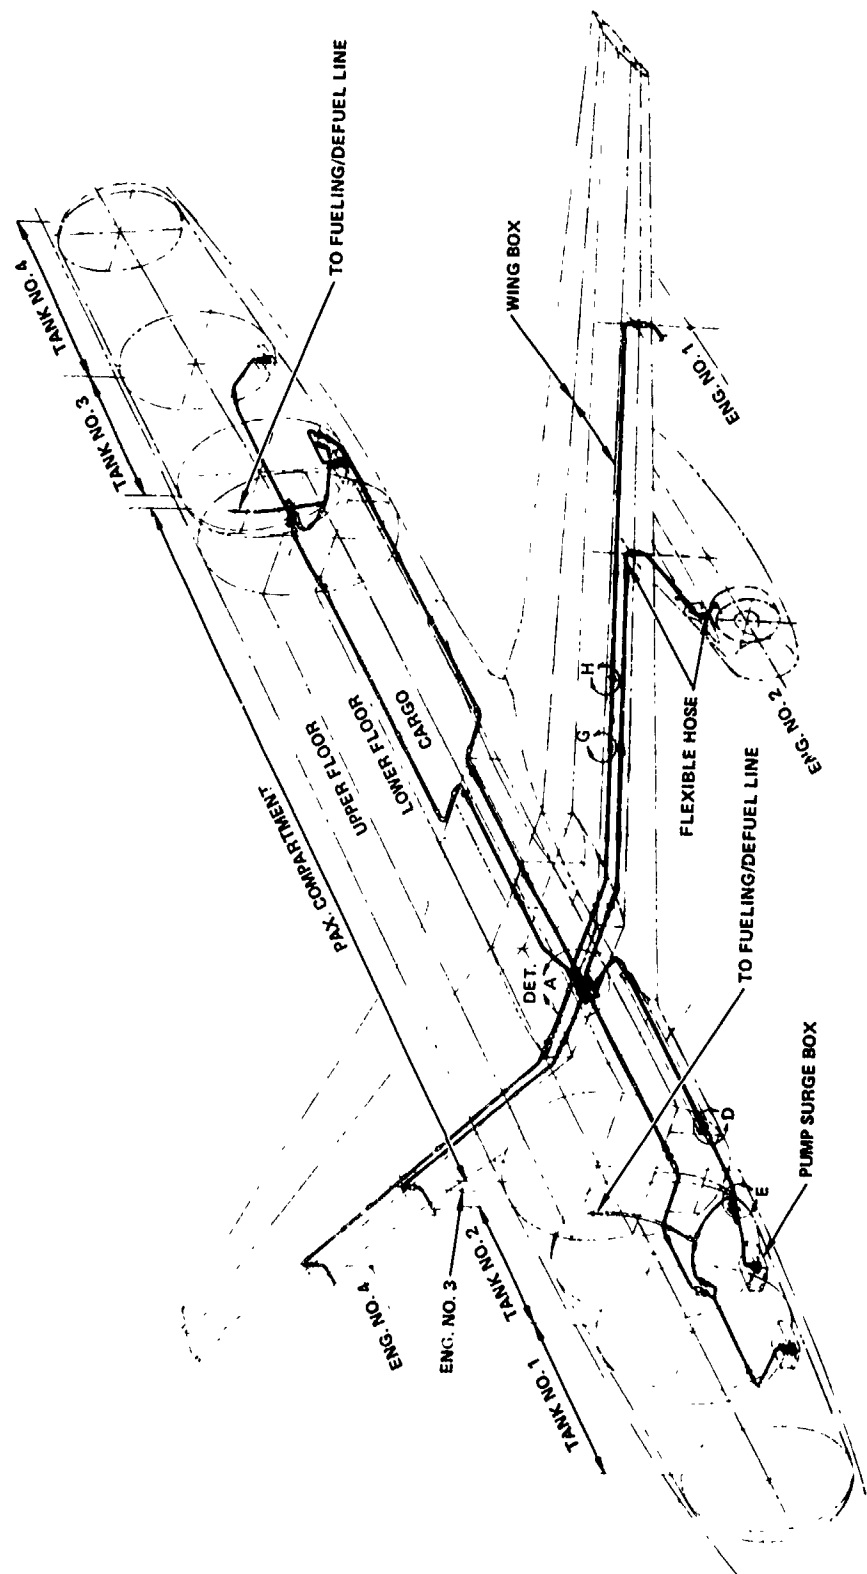 TANK NO. 4
TANK NO. 3
TO FUELING/DEFUEL LINE
WING BOX
ENG. NO. 1
PAX. COMPARTMENT
UPPER FLOOR
LOWER FLOOR
CARGO
H
G
FLEXIBLE HOSE
ENG. NO. 2
DET.
A
TO FUELING/DEFUEL LINE
D
E
PUMP SURGE BOX
ENG. NO. 4
ENG. NO. 3
TANK NO. 2
TANK NO. 1